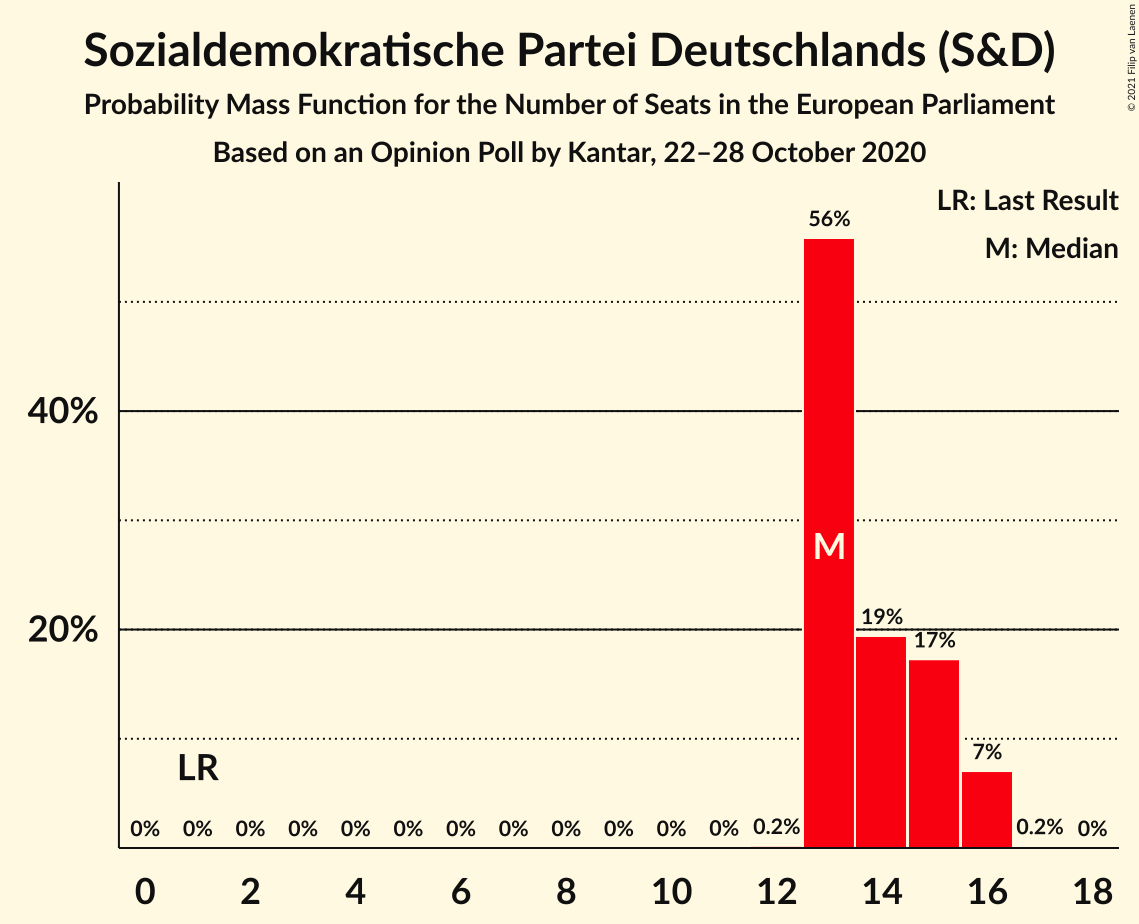 Sozialdemokratische Partei Deutschlands (S&D)
Probability Mass Function for the Number of Seats in the European Parliament
Based on an Opinion Poll by Kantar, 22–28 October 2020
© 2021 Filip van Laenen
LR: Last Result
M: Median
56%
40%
M
20%
19%
17%
7%
LR
0% 0% 0% 0% 0% 0% 0% 0% 0% 0% 0% 0% 0.2% 0.2% 0%
0 2 4 6 8 10 12 14 16 18